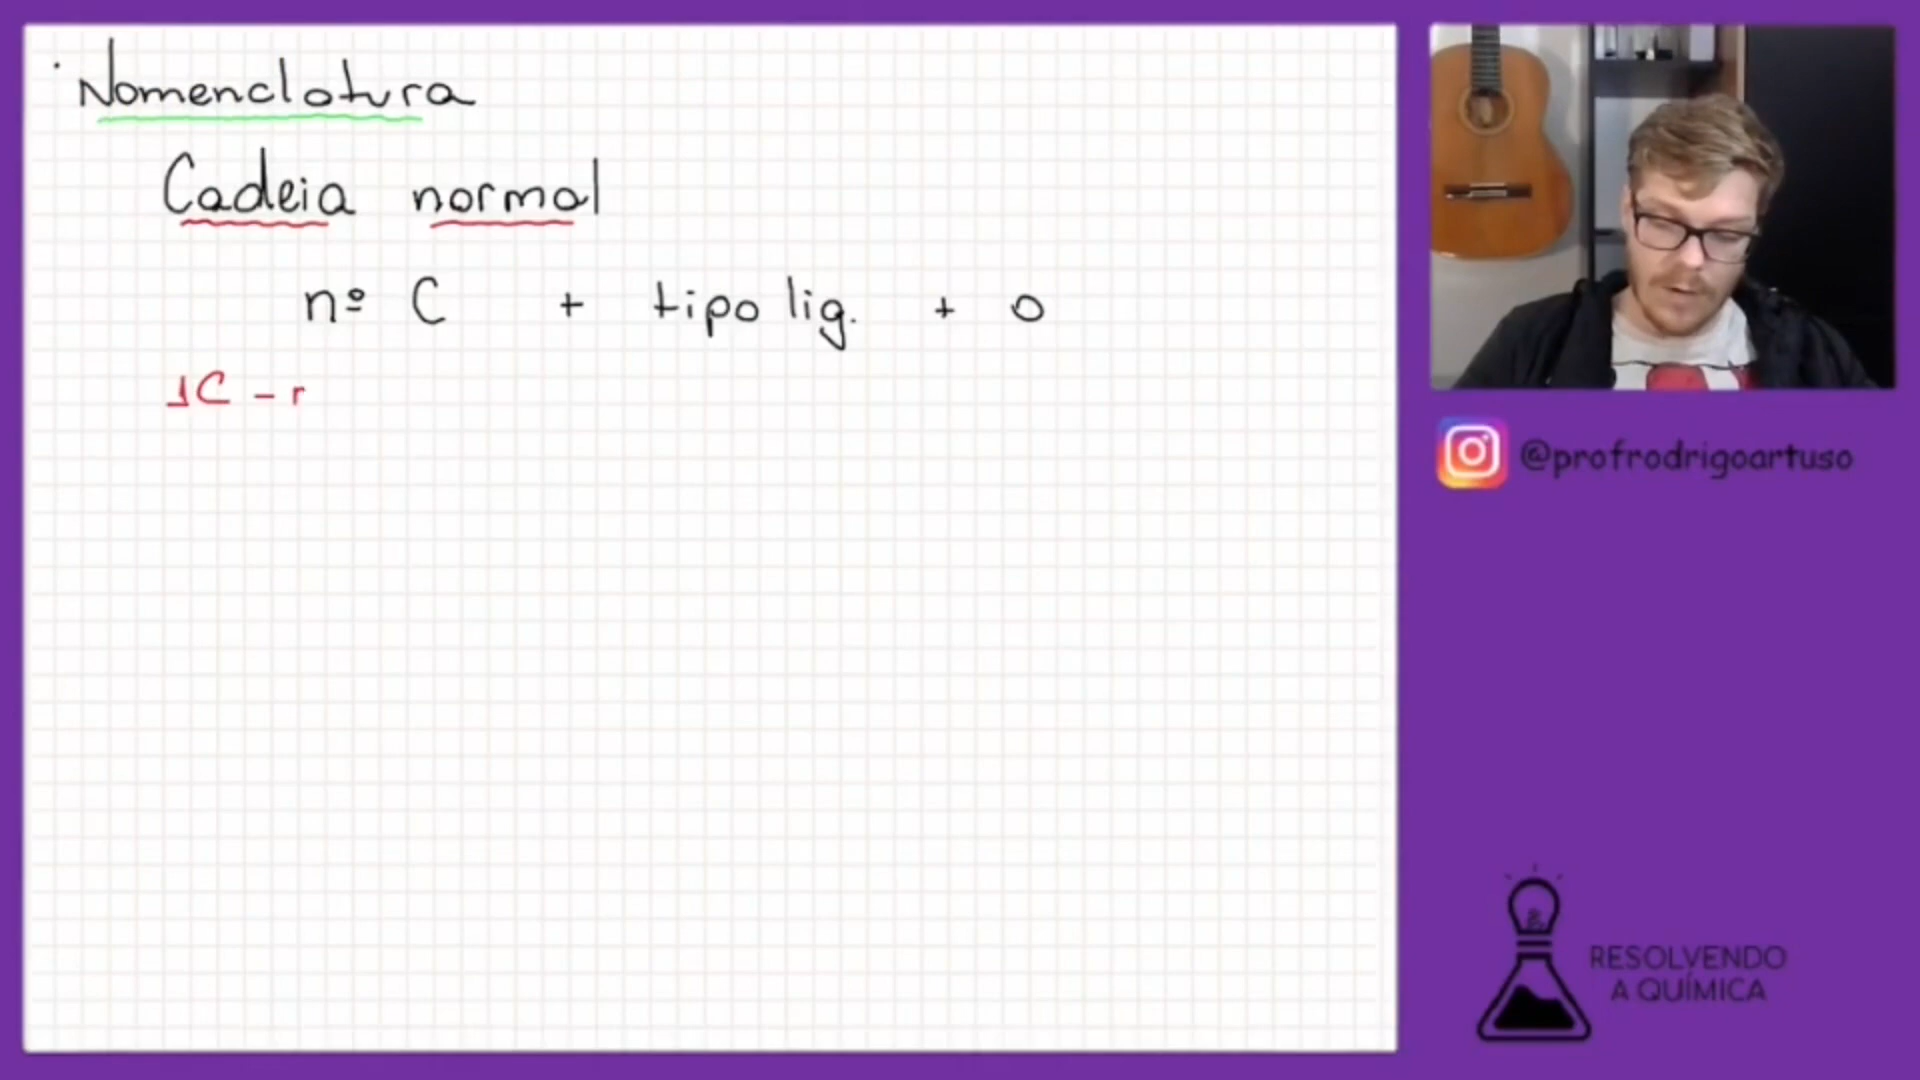 Nomenclatura
Cadeia normal
nº C + tipo lig. + o
1C - r
@profrodrigoartuso
RESOLVENDO
A QUÍMICA